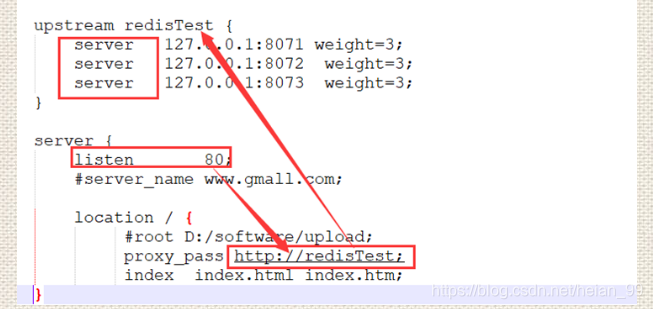 upstream redisTest {
server 127.0.0.1:8071 weight=3;
server 127.0.0.1:8072 weight=3;
server 127.0.0.1:8073 weight=3;
}
server {
listen 80;
#server_name www.gmall.com;
location / {
#root D:/software/upload;
proxy_pass http://redisTest;
index index.html index.htm;
}
https://blog.csdn.net/heian_99